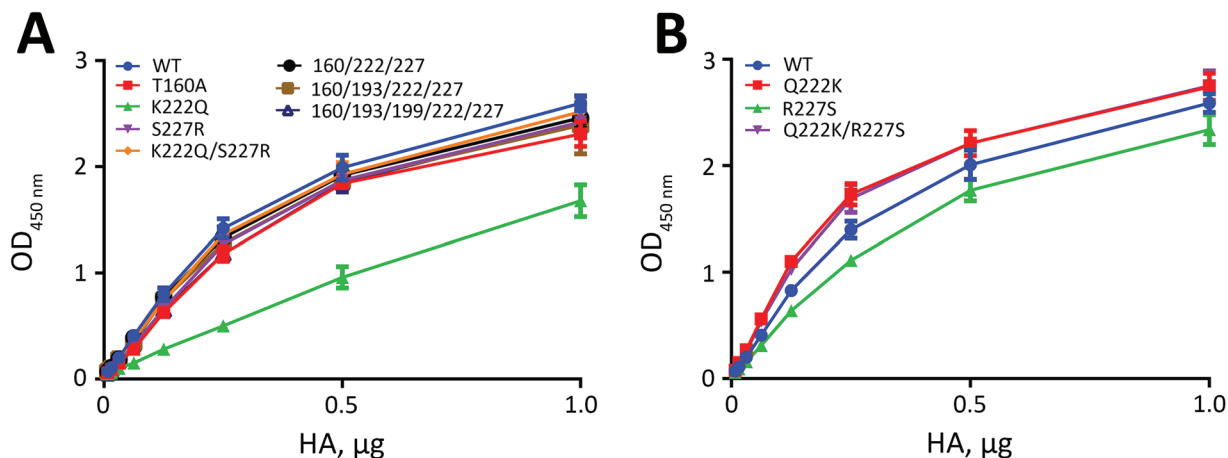 A
3
2
1
0
OD450 nm
WT
T160A
K222Q
S227R
K222Q/S227R
160/222/227
160/193/222/227
160/193/199/222/227
0
0.5
1.0
HA, µg
B
3
2
1
0
OD450 nm
WT
Q222K
R227S
Q222K/R227S
0
0.5
1.0
HA, µg